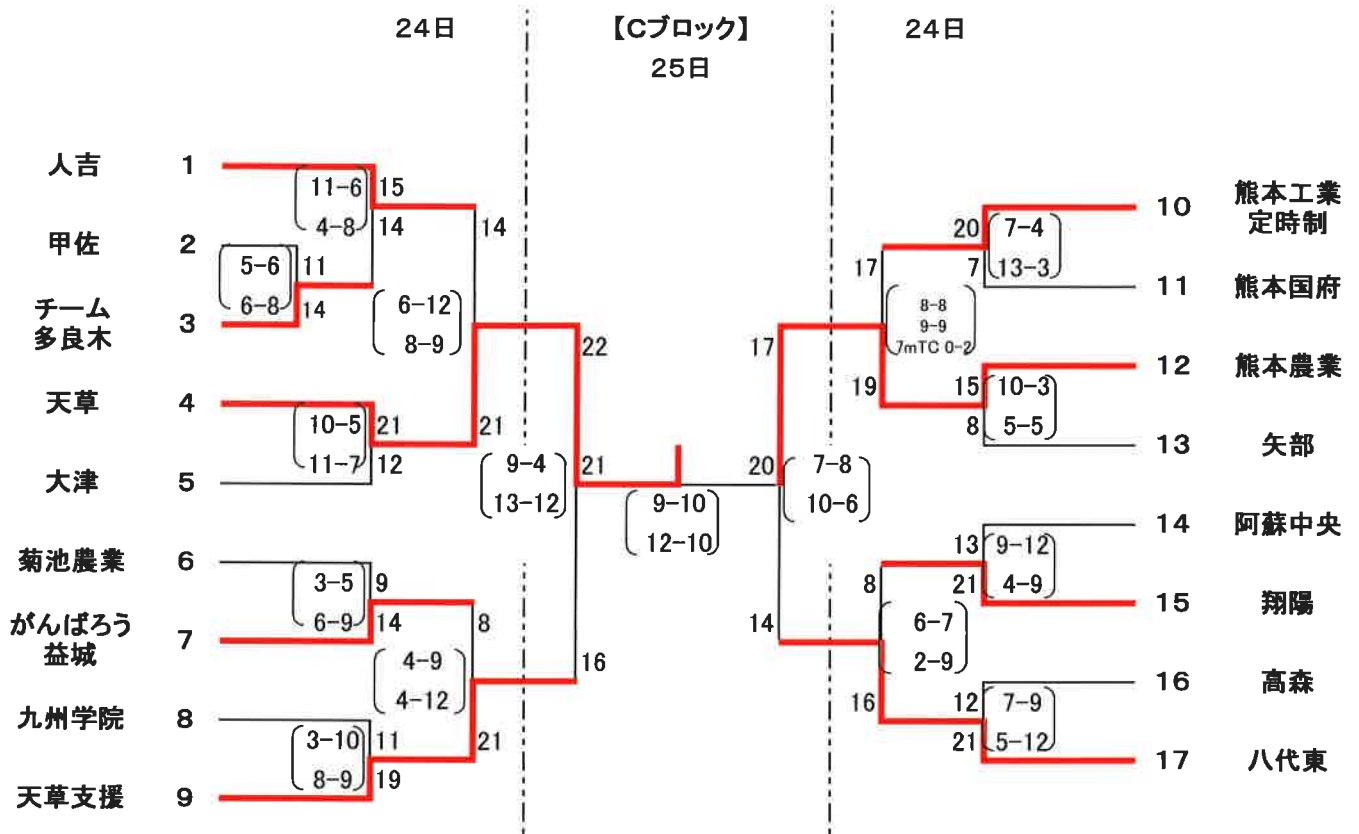 24日
【Cブロック】
24日
25日
人吉 1
11-6
4-8
15
14
甲佐 2
5-6
6-8
11
14
チーム
多良木
3
14
6-12
8-9
21
天草 4
10-5
11-7
21
12
大津 5
菊池農業 6
3-5
6-9
9
14
がんばろう
益城
7
8
4-9
4-12
21
九州学院 8
3-10
8-9
11
19
天草支援 9
22
9-4
13-12
16
21
9-10
12-10
20
17
7-8
10-6
14
10 熊本工業
定時制
20
7
7-4
13-3
11 熊本国府
17
8-8
9-9
7mTC 0-2
19
12 熊本農業
15
8
10-3
5-5
13 矢部
14 阿蘇中央
13
21
9-12
4-9
15 翔陽
8
6-7
2-9
16
16 高森
12
21
7-9
5-12
17 八代東